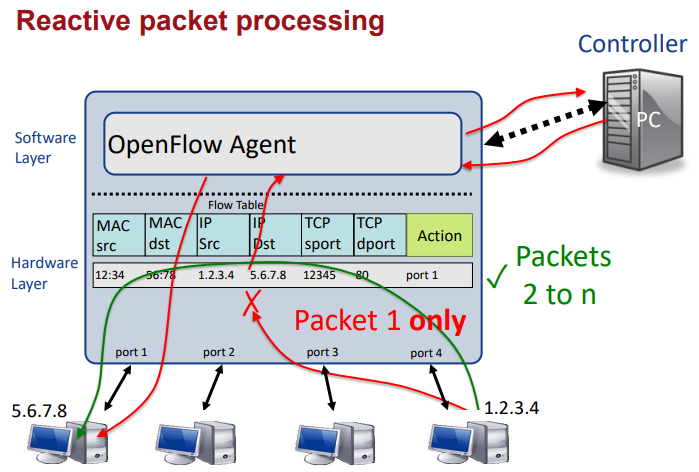 Reactive packet processing
Controller
PC
Software
Layer
OpenFlow Agent
Flow Table
MAC
src
MAC
dst
IP
Src
IP
Dst
TCP
sport
TCP
dport
Action
Hardware
Layer
12:34 56:78 1.2.3.4 5.6.7.8 12345 80 port 1
✓ Packets
2 to n
X
Packet 1 only
port 1 port 2 port 3 port 4
5.6.7.8
1.2.3.4